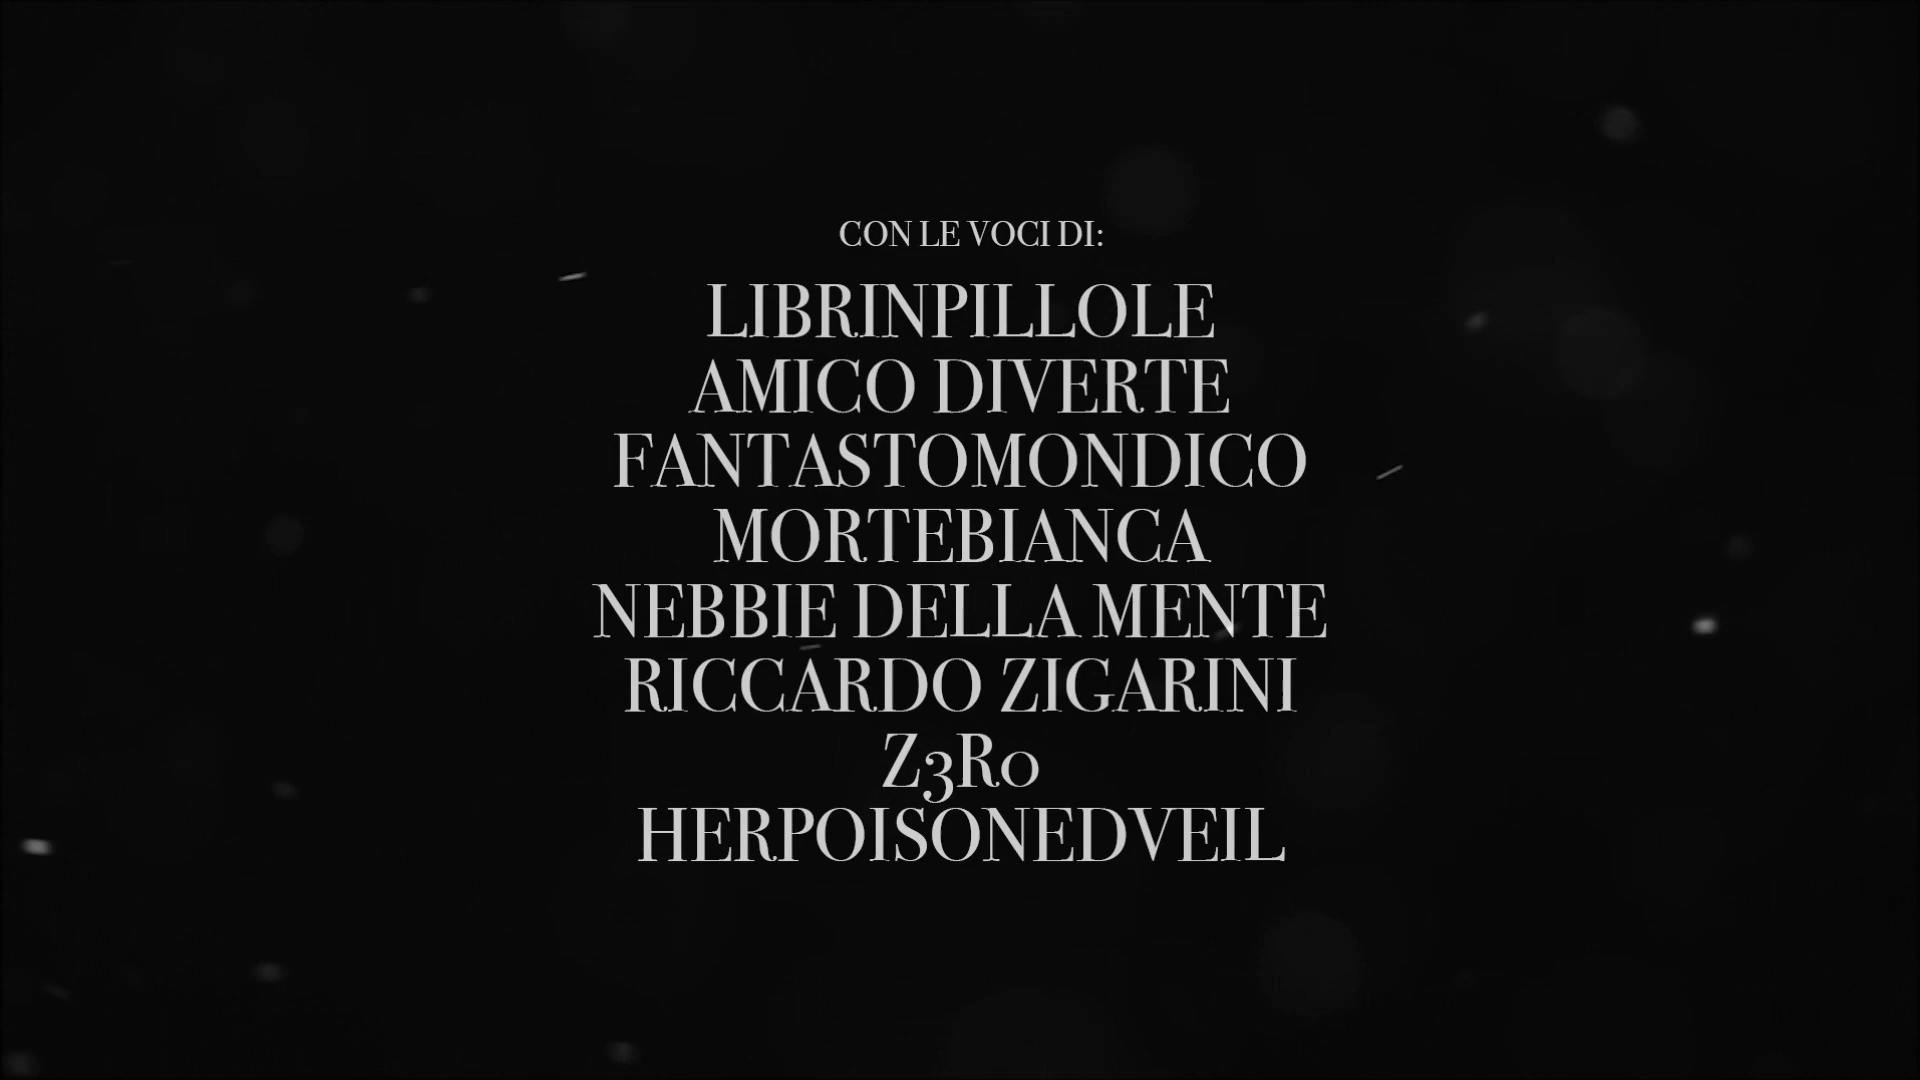 CON LE VOCI DI:
LIBRINPILLOLE
AMICO DIVERTE
FANTASTOMONDICO
MORTEBIANCA
NEBBIE DELLA MENTE
RICCARDO ZIGARINI
Z3R0
HERPOISONEDVEIL